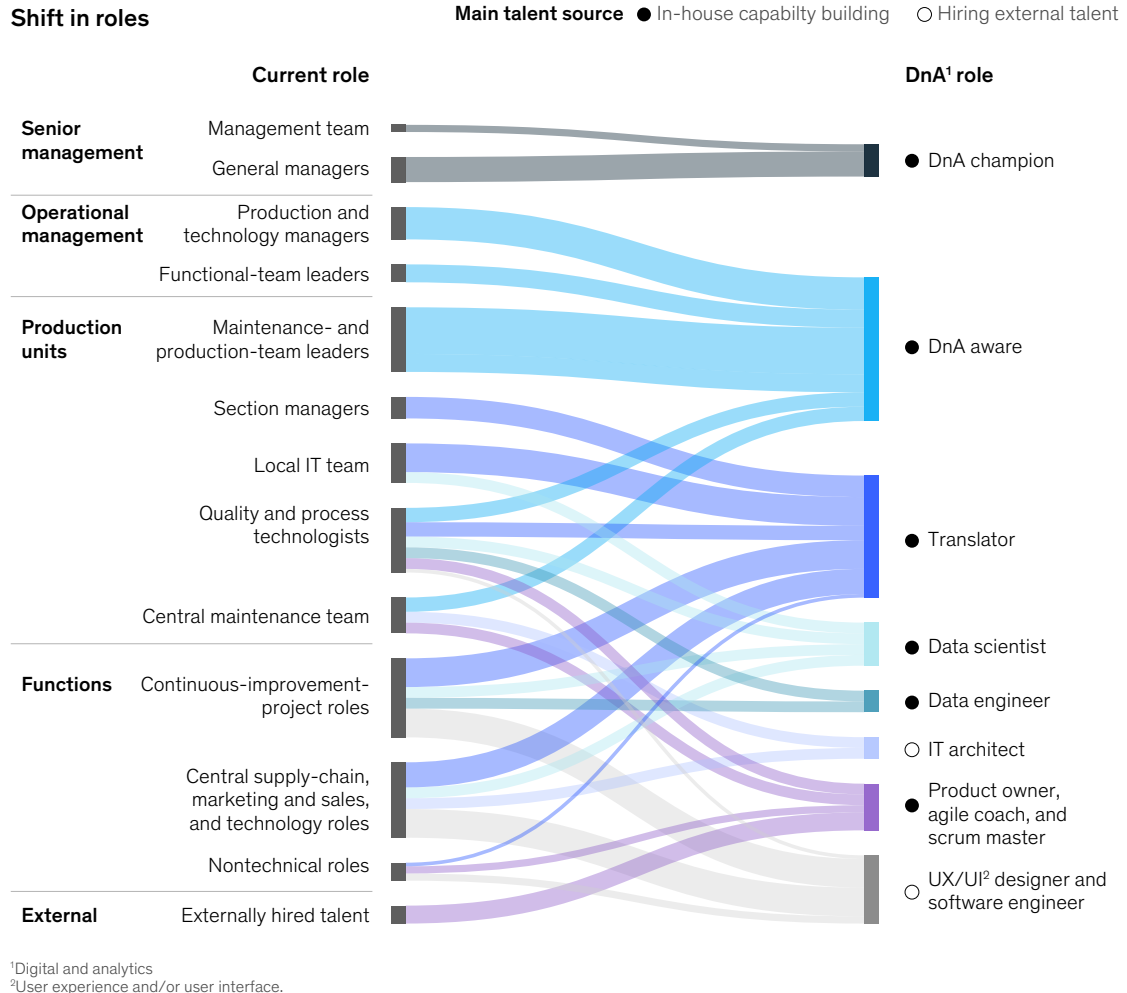 Shift in roles
Main talent source ● In-house capabilty building ○ Hiring external talent
Current role
DnA¹ role
Senior
management
Management team
General managers
Operational
management
Production and
technology managers
Functional-team leaders
Production
units
Maintenance- and
production-team leaders
Section managers
Local IT team
Quality and process
technologists
Central maintenance team
Functions
Continuous-improvement-
project roles
Central supply-chain,
marketing and sales,
and technology roles
Nontechnical roles
External
Externally hired talent
DnA champion
DnA aware
Translator
Data scientist
Data engineer
IT architect
Product owner,
agile coach, and
scrum master
UX/UI² designer and
software engineer
¹Digital and analytics
²User experience and/or user interface.